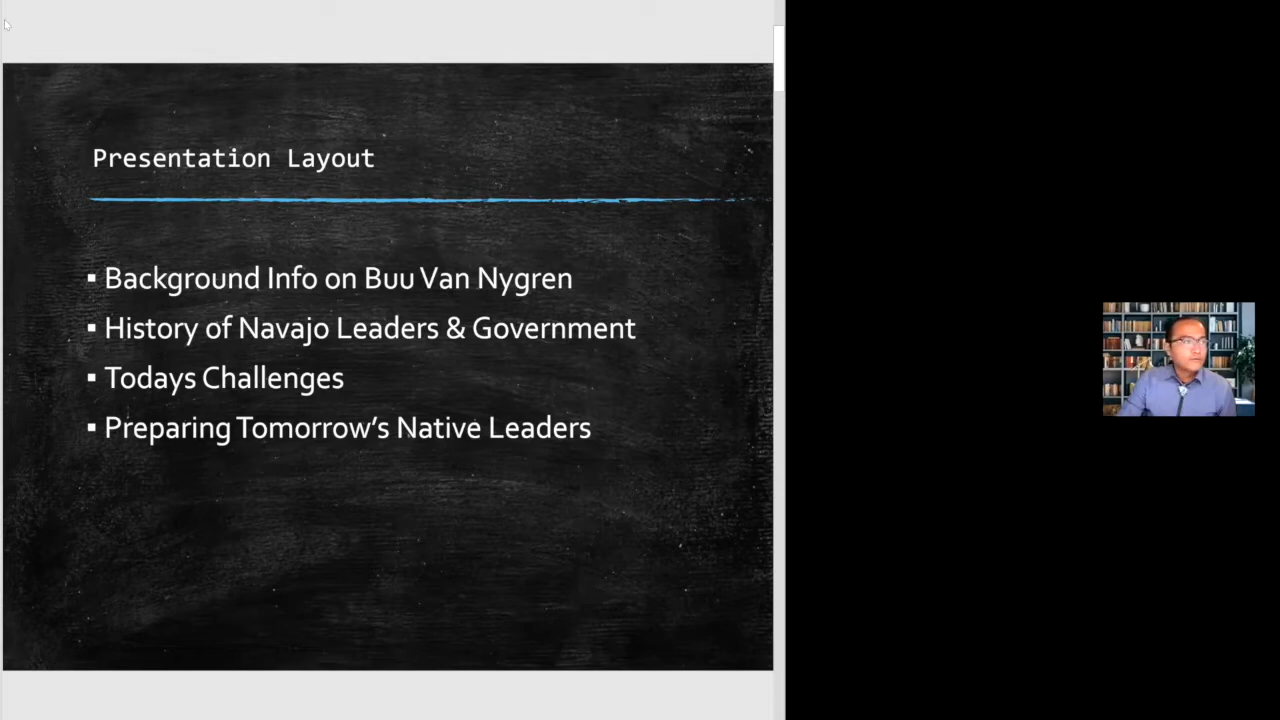 Presentation Layout
Background Info on Buu Van Nygren
History of Navajo Leaders & Government
Todays Challenges
Preparing Tomorrow’s Native Leaders